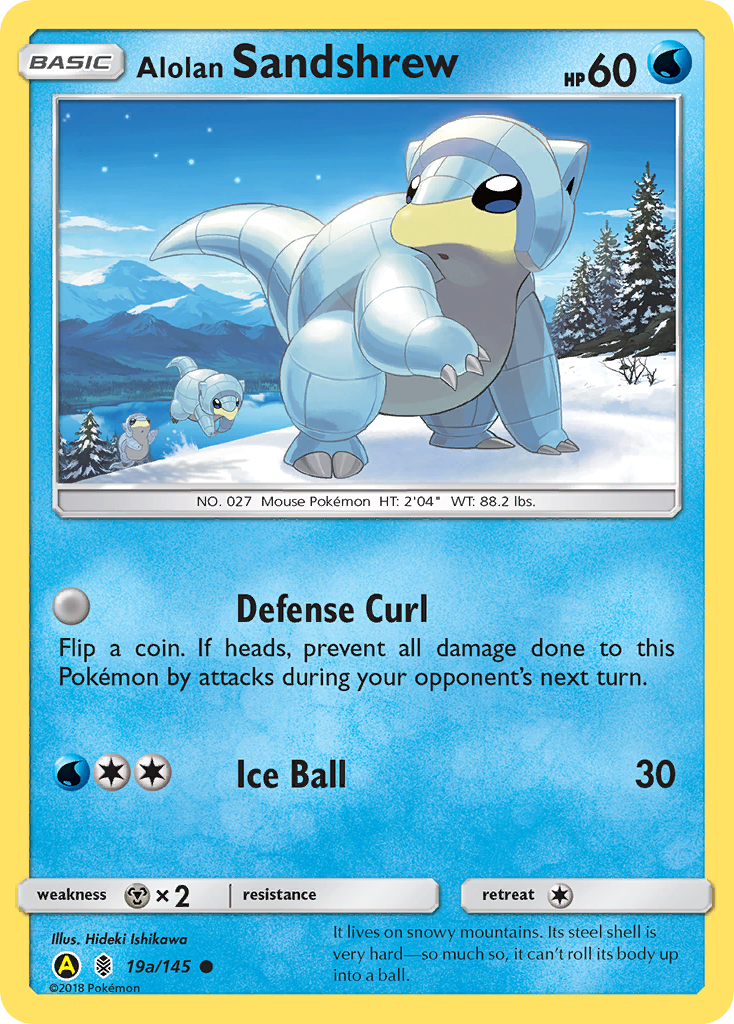 BASIC Alolan Sandshrew HP60
NO. 027 Mouse Pokémon HT: 2'04" WT: 88.2 lbs.
Defense Curl
Flip a coin. If heads, prevent all damage done to this
Pokémon by attacks during your opponent's next turn.
Ice Ball 30
weakness ×2 resistance retreat
Illus. Hideki Ishikawa
A 19a/145
©2018 Pokémon
It lives on snowy mountains. Its steel shell is
very hard—so much so, it can't roll its body up
into a ball.